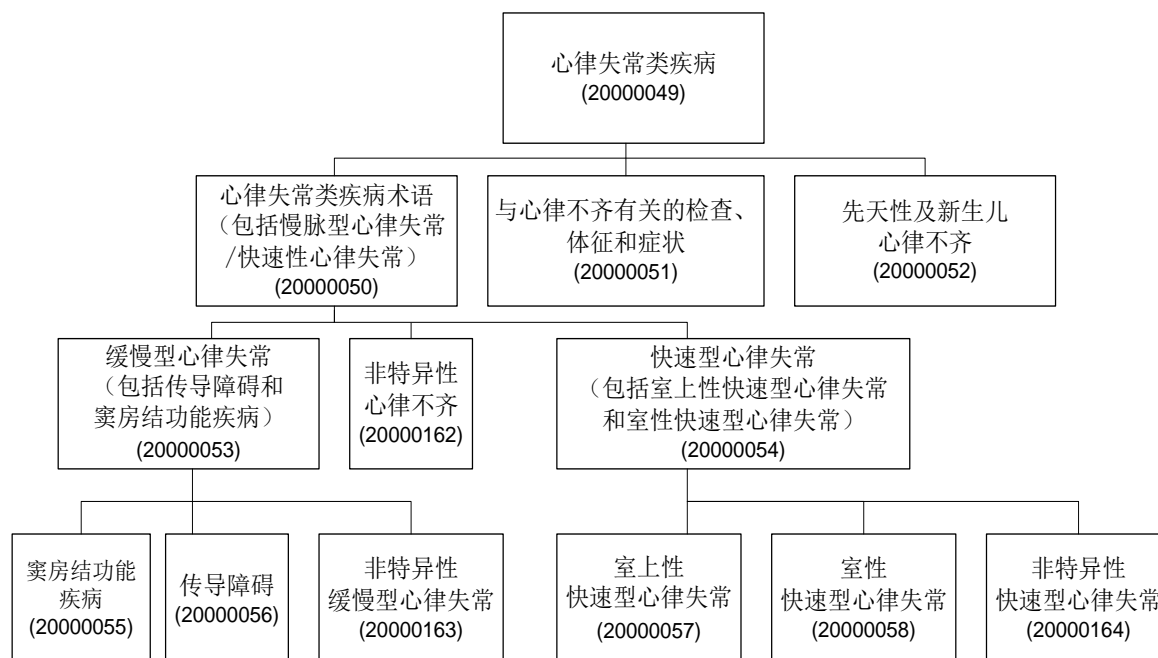 心律失常类疾病
(20000049)
心律失常类疾病术语
（包括慢脉型心律失常
/快速性心律失常）
(20000050)
与心律不齐有关的检查、
体征和症状
(20000051)
先天性及新生儿
心律不齐
(20000052)
缓慢型心律失常
（包括传导障碍和
窦房结功能疾病）
(20000053)
非特异性
心律不齐
(20000162)
快速型心律失常
（包括室上性快速型心律失常
和室性快速型心律失常）
(20000054)
窦房结功能
疾病
(20000055)
传导障碍
(20000056)
非特异性
缓慢型心律失常
(20000163)
室上性
快速型心律失常
(20000057)
室性
快速型心律失常
(20000058)
非特异性
快速型心律失常
(20000164)